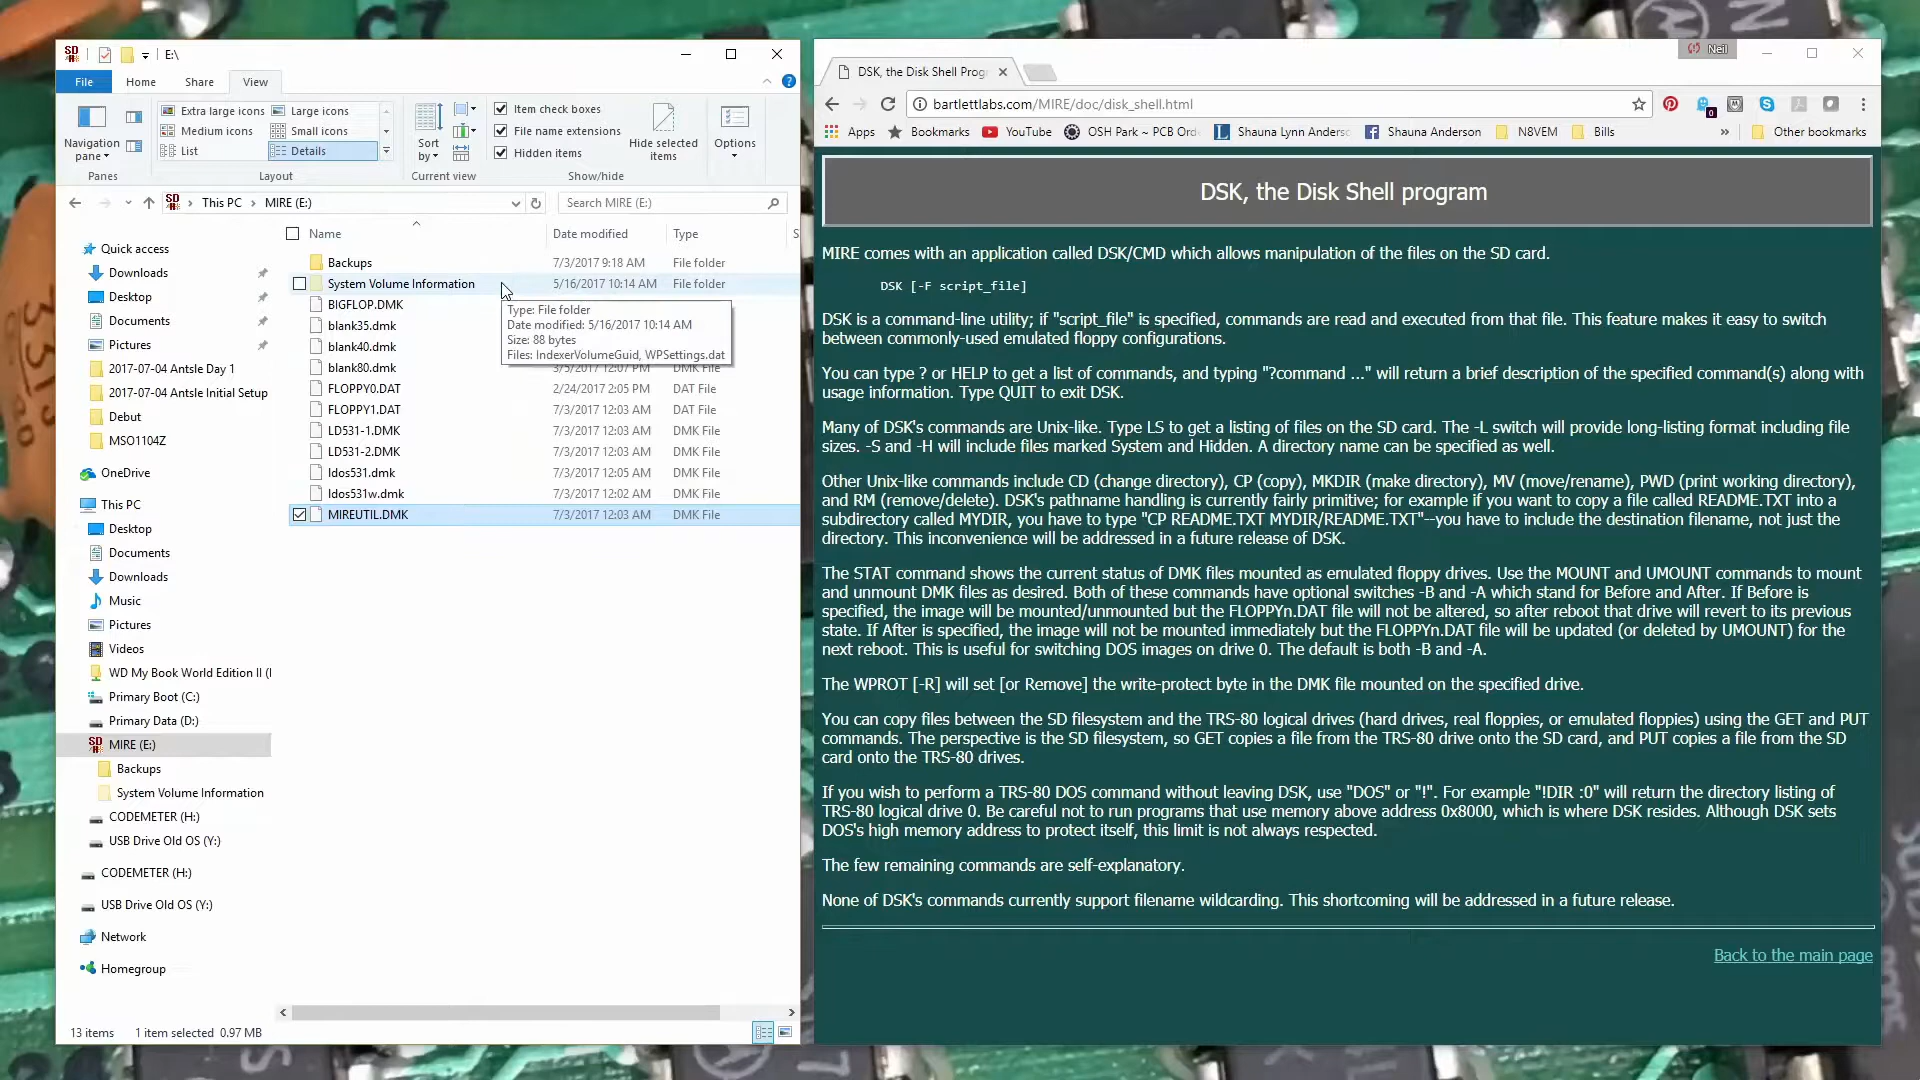 C7
E:\
File
Home
Share
View
Navigation pane
Extra large icons
Large icons
Medium icons
Small icons
List
Details
Sort by
Item check boxes
File name extensions
Hidden items
Hide selected items
Options
Panes
Layout
Current view
Show/hide
This PC > MIRE (E:)
Search MIRE (E:)
Name
Date modified
Type
S
Quick access
Downloads
Desktop
Documents
Pictures
2017-07-04 Antsle Day 1
2017-07-04 Antsle Initial Setup
Debut
MSO1104Z
OneDrive
This PC
Desktop
Documents
Downloads
Music
Pictures
Videos
WD My Book World Edition II (
Primary Boot (C:)
Primary Data (D:)
MIRE (E:)
Backups
System Volume Information
CODEMETER (H:)
USB Drive Old OS (Y:)
CODEMETER (H:)
USB Drive Old OS (Y:)
Network
Homegroup
Backups 7/3/2017 9:18 AM File folder
System Volume Information 5/16/2017 10:14 AM File folder
BIGFLOP.DMK
blank35.dmk
blank40.dmk
blank80.dmk 3/5/2017 12:07 PM DMK File
FLOPPY0.DAT 2/24/2017 2:05 PM DAT File
FLOPPY1.DAT 7/3/2017 12:03 AM DAT File
LD531-1.DMK 7/3/2017 12:03 AM DMK File
LD531-2.DMK 7/3/2017 12:03 AM DMK File
ldos531.dmk 7/3/2017 12:05 AM DMK File
ldos531w.dmk 7/3/2017 12:02 AM DMK File
MIREUTIL.DMK 7/3/2017 12:03 AM DMK File
Type: File folder
Date modified: 5/16/2017 10:14 AM
Size: 88 bytes
Files: IndexerVolumeGuid, WPSettings.dat
13 items 1 item selected 0.97 MB
Neil
DSK, the Disk Shell Prog
bartlettlabs.com/MIRE/doc/disk_shell.html
Apps
Bookmarks
YouTube
OSH Park ~ PCB Ord
Shauna Lynn Anders
Shauna Anderson
N8VEM
Bills
»
Other bookmarks
DSK, the Disk Shell program
MIRE comes with an application called DSK/CMD which allows manipulation of the files on the SD card.
DSK [-F script_file]
DSK is a command-line utility; if "script_file" is specified, commands are read and executed from that file. This feature makes it easy to switch
between commonly-used emulated floppy configurations.
You can type ? or HELP to get a list of commands, and typing "?command ..." will return a brief description of the specified command(s) along with
usage information. Type QUIT to exit DSK.
Many of DSK's commands are Unix-like. Type LS to get a listing of files on the SD card. The -L switch will provide long-listing format including file
sizes. -S and -H will include files marked System and Hidden. A directory name can be specified as well.
Other Unix-like commands include CD (change directory), CP (copy), MKDIR (make directory), MV (move/rename), PWD (print working directory),
and RM (remove/delete). DSK's pathname handling is currently fairly primitive; for example if you want to copy a file called README.TXT into a
subdirectory called MYDIR, you have to type "CP README.TXT MYDIR/README.TXT"--you have to include the destination filename, not just the
directory. This inconvenience will be addressed in a future release of DSK.
The STAT command shows the current status of DMK files mounted as emulated floppy drives. Use the MOUNT and UMOUNT commands to mount
and unmount DMK files as desired. Both of these commands have optional switches -B and -A which stand for Before and After. If Before is
specified, the image will be mounted/unmounted but the FLOPPYn.DAT file will not be altered, so after reboot that drive will revert to its previous
state. If After is specified, the image will not be mounted immediately but the FLOPPYn.DAT file will be updated (or deleted by UMOUNT) for the
next reboot. This is useful for switching DOS images on drive 0. The default is both -B and -A.
The WPROT [-R] will set [or Remove] the write-protect byte in the DMK file mounted on the specified drive.
You can copy files between the SD filesystem and the TRS-80 logical drives (hard drives, real floppies, or emulated floppies) using the GET and PUT
commands. The perspective is the SD filesystem, so GET copies a file from the TRS-80 drive onto the SD card, and PUT copies a file from the SD
card onto the TRS-80 drives.
If you wish to perform a TRS-80 DOS command without leaving DSK, use "DOS" or "!". For example "!DIR :0" will return the directory listing of
TRS-80 logical drive 0. Be careful not to run programs that use memory above address 0x8000, which is where DSK resides. Although DSK sets
DOS's high memory address to protect itself, this limit is not always respected.
The few remaining commands are self-explanatory.
None of DSK's commands currently support filename wildcarding. This shortcoming will be addressed in a future release.
Back to the main page